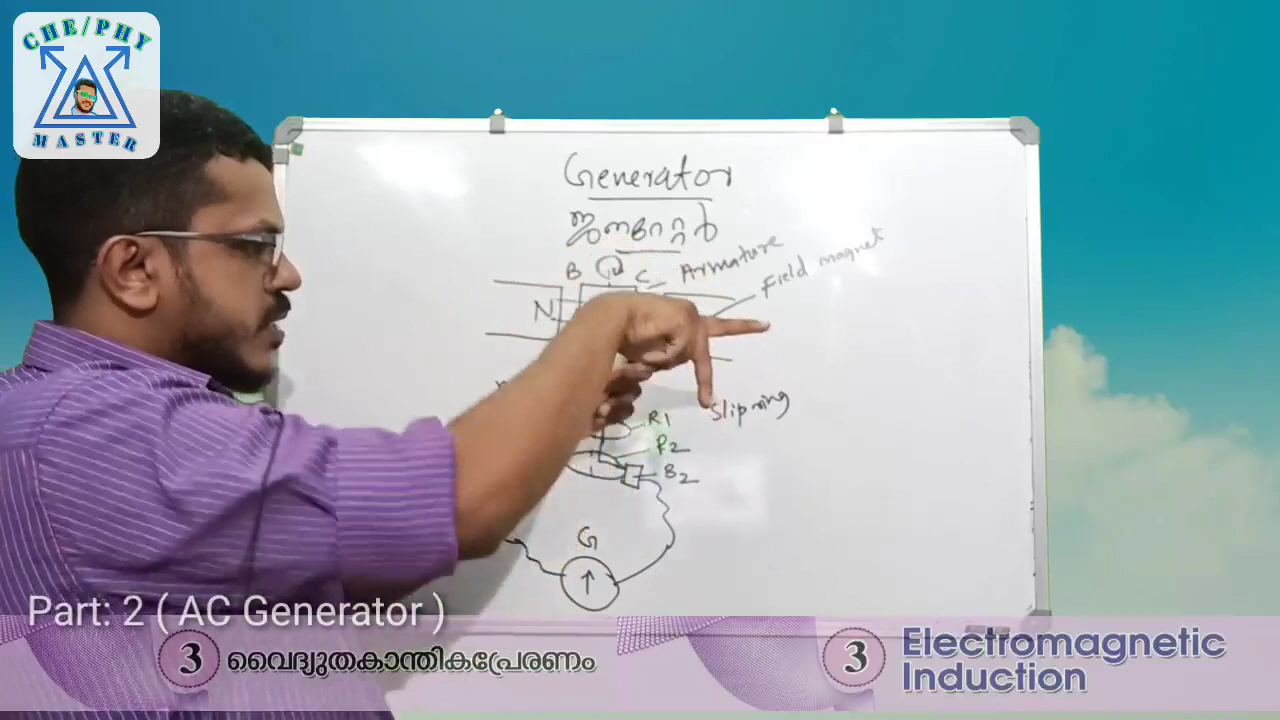 CHE/PHY
MASTER
Generator
ജനറേറ്റർ
B
C
Armature
Field magnet
N
Slip ring
R1
R2
B2
G
Part: 2 ( AC Generator )
3
വൈദ്യുതകാന്തികപ്രേരണം
3
Electromagnetic
Induction